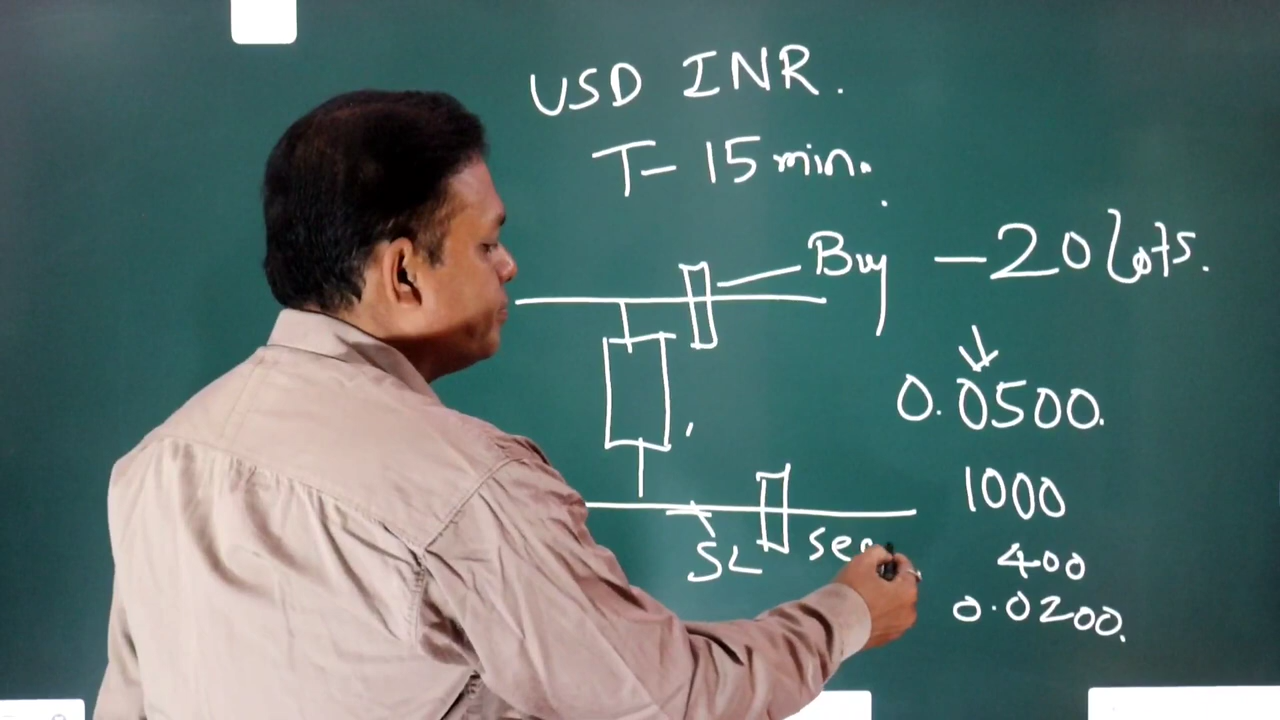 USD INR.
T- 15 min.
Buy - 20 lots.
0.0500.
1000
SL
400
0.0200.